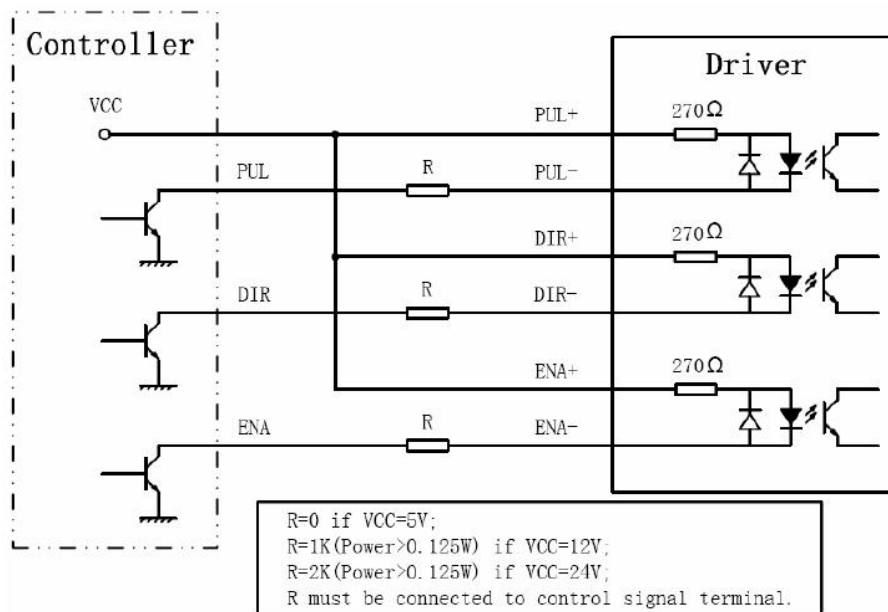 Controller
Driver
VCC
PUL+
270Ω
PUL
R
PUL-
DIR+
270Ω
DIR
R
DIR-
ENA+
270Ω
ENA
R
ENA-
R=0 if VCC=5V;
R=1K(Power>0.125W) if VCC=12V;
R=2K(Power>0.125W) if VCC=24V;
R must be connected to control signal terminal.